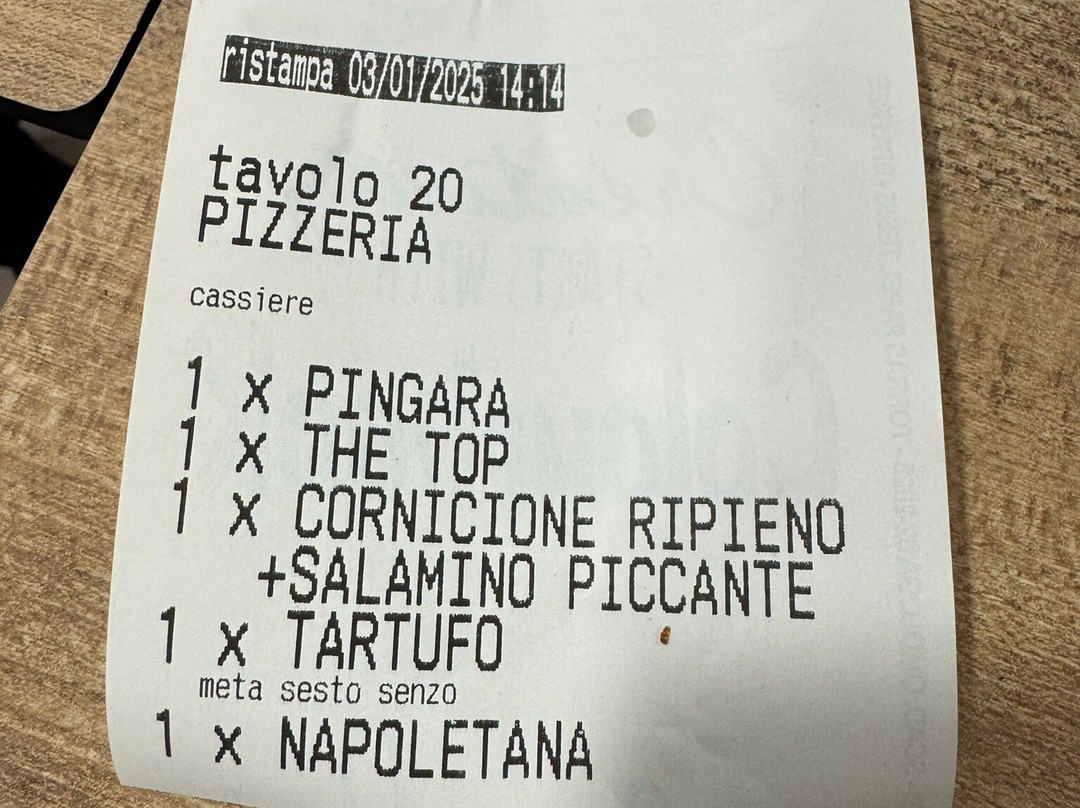 ristampa 03/01/2025 14:14
tavolo 20
PIZZERIA
cassiere
1 x PINGARA
1 x THE TOP
1 x CORNICIONE RIPIENO
+SALAMINO PICCANTE
1 x TARTUFO
meta sesto senzo
1 x NAPOLETANA